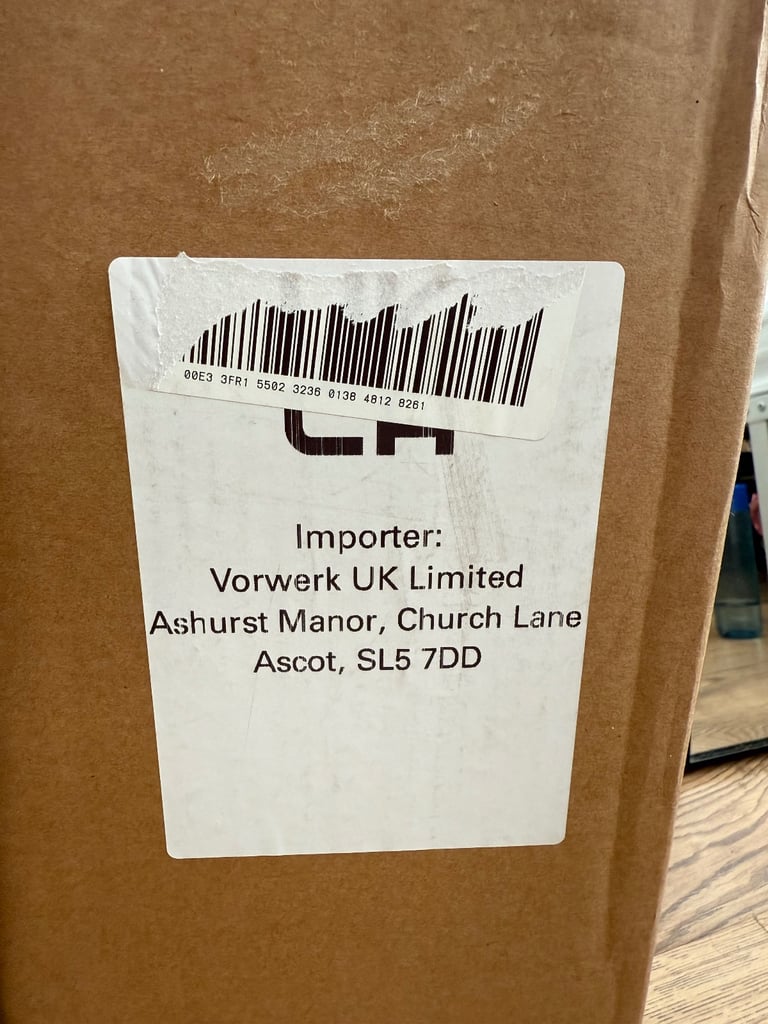 00E3 3FR1 5502 3236 0138 4812 8261
Importer:
Vorwerk UK Limited
Ashurst Manor, Church Lane
Ascot, SL5 7DD